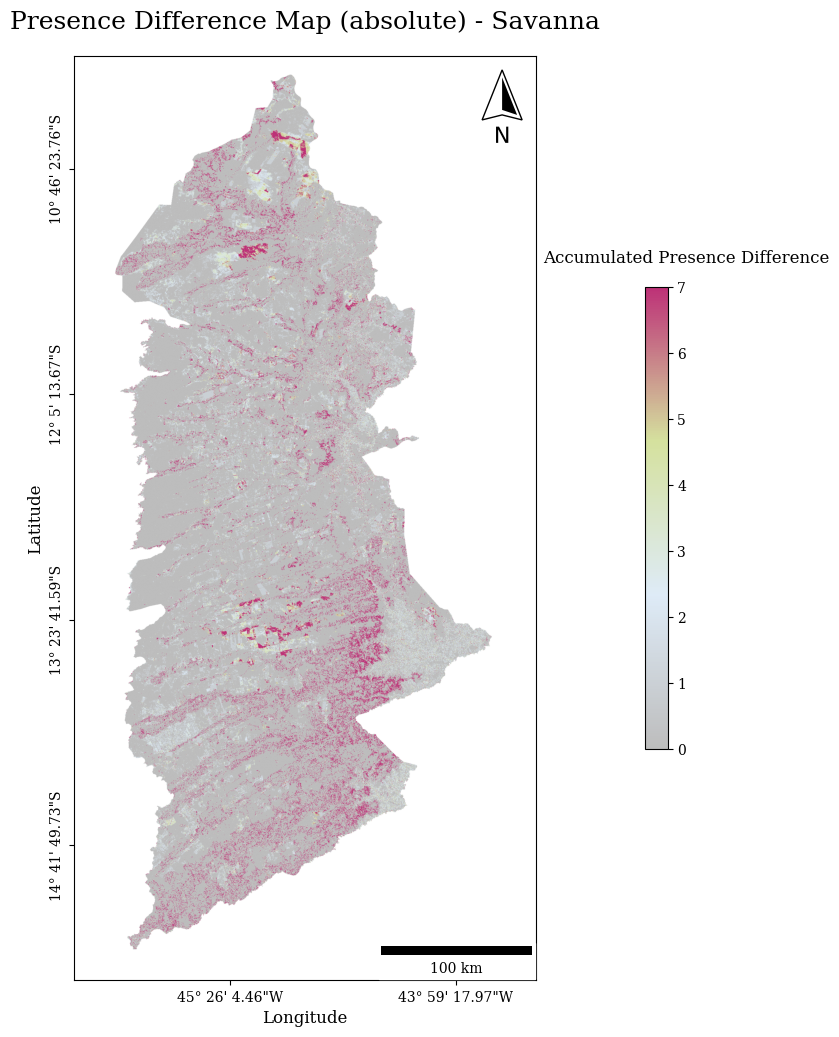 Presence Difference Map (absolute) - Savanna
N
10° 46' 23.76"S
12° 5' 13.67"S
13° 23' 41.59"S
14° 41' 49.73"S
Latitude
100 km
45° 26' 4.46"W
43° 59' 17.97"W
Longitude
Accumulated Presence Difference
7
6
5
4
3
2
1
0